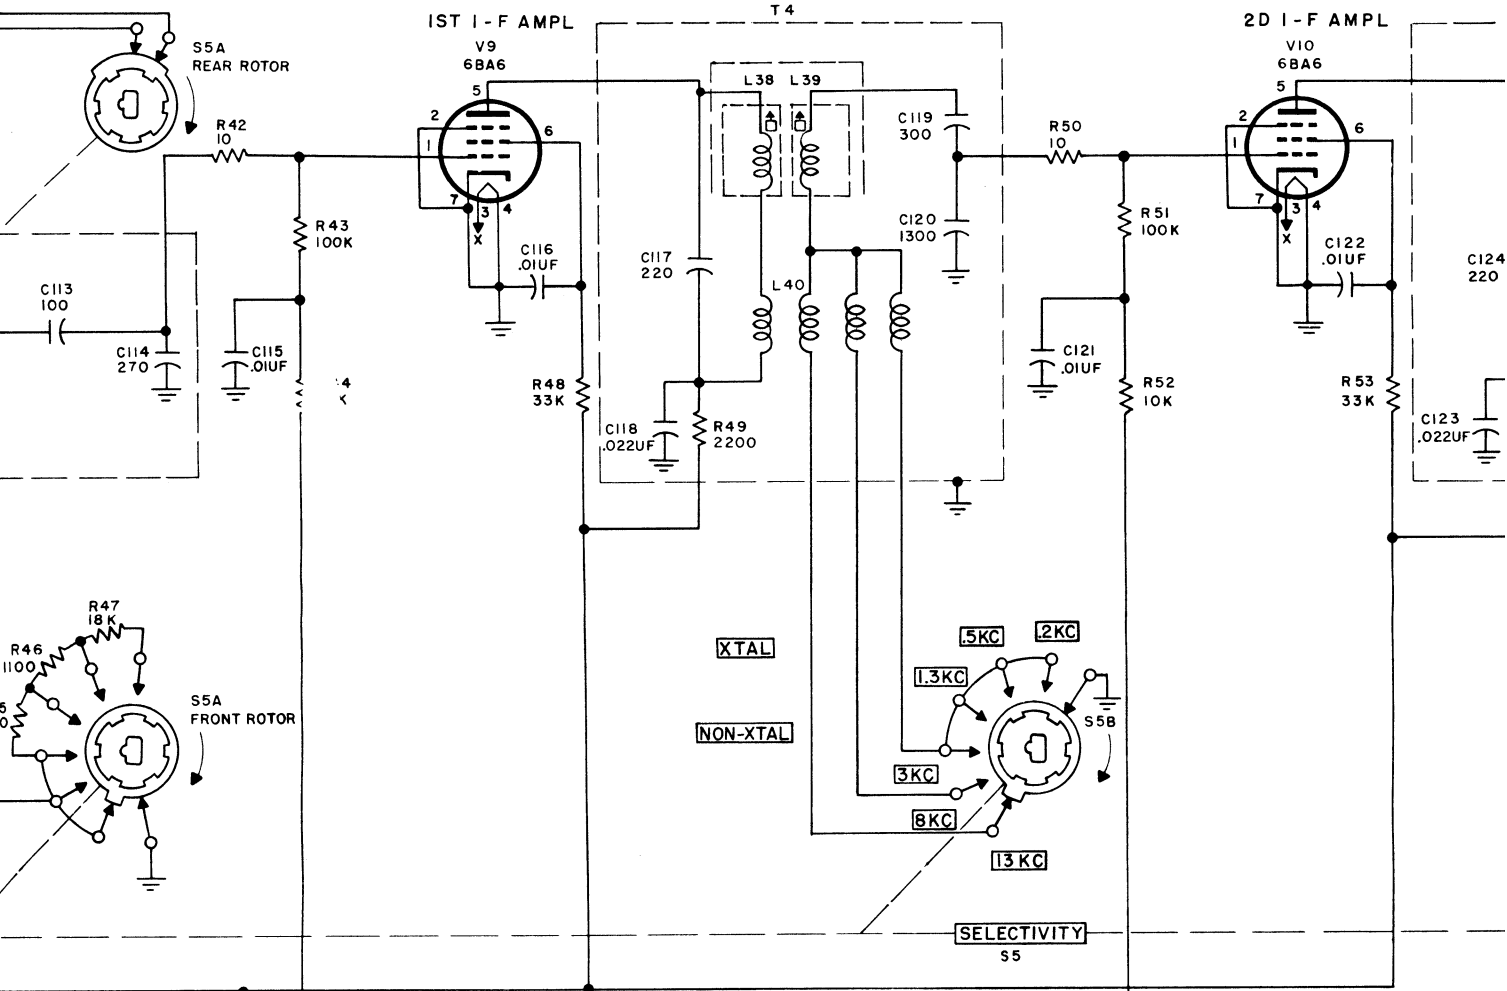 T4
1ST I-F AMPL
2D I-F AMPL
V9
6BA6
V10
6BA6
S5A
REAR ROTOR
5
2
1
6
7
3
4
X
L38
L39
5
2
1
6
7
3
4
X
R42
10
C119
300
R50
10
R43
100K
C116
.01UF
C117
220
C120
1300
R51
100K
C122
.01UF
C124
220
C113
100
L40
C114
270
C115
.01UF
R48
33K
C121
.01UF
R52
10K
R53
33K
C118
.022UF
R49
2200
C123
.022UF
R47
18K
R46
1100
S5A
FRONT ROTOR
XTAL
NON-XTAL
.5KC
.2KC
1.3KC
S5B
3KC
8KC
13KC
SELECTIVITY
S5